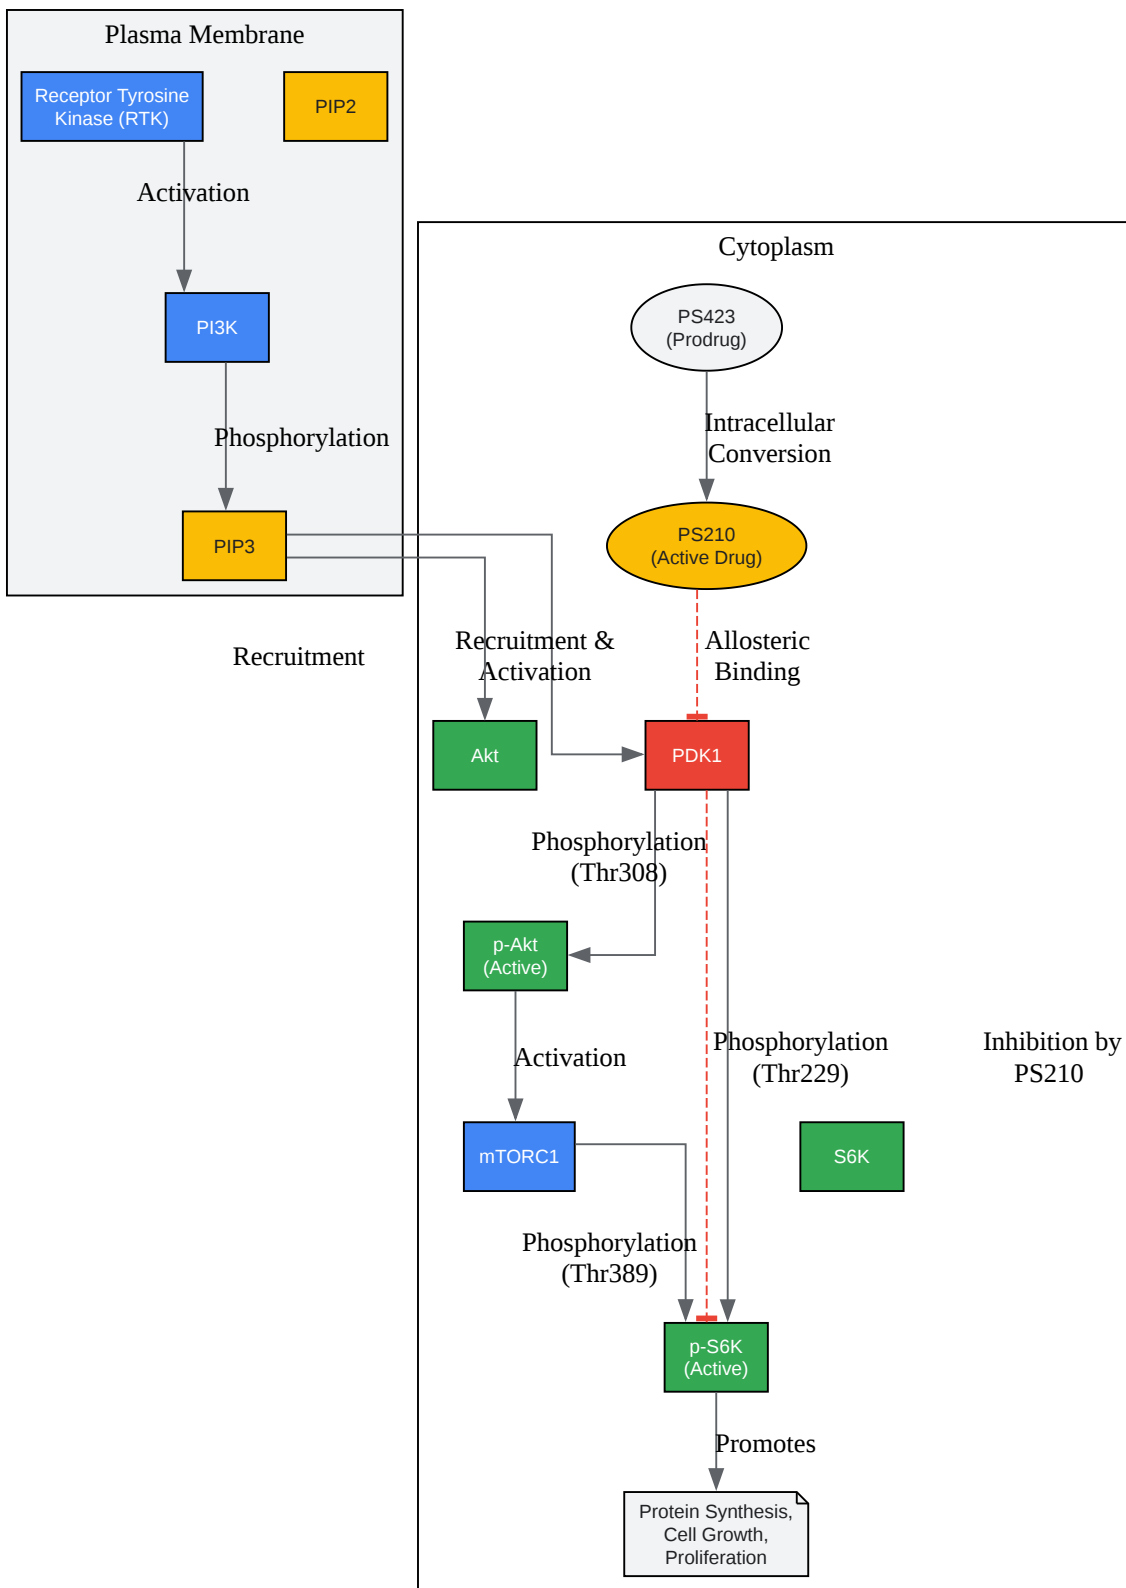 Plasma Membrane
Receptor Tyrosine
Kinase (RTK)
PIP2
Activation
Cytoplasm
PS423
(Prodrug)
PI3K
Intracellular
Conversion
Phosphorylation
PS210
(Active Drug)
PIP3
Recruitment
Recruitment &
Activation
Allosteric
Binding
Akt
PDK1
Phosphorylation
(Thr308)
p-Akt
(Active)
Activation
Phosphorylation
(Thr229)
Inhibition by
PS210
mTORC1
S6K
Phosphorylation
(Thr389)
p-S6K
(Active)
Promotes
Protein Synthesis,
Cell Growth,
Proliferation